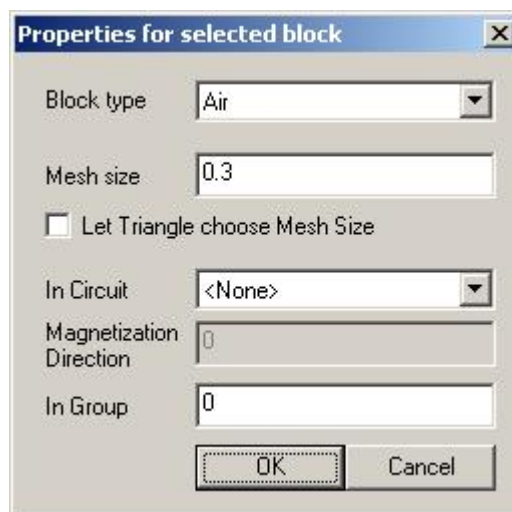 Properties for selected block
Block type Air
Mesh size 0.3
Let Triangle choose Mesh Size
In Circuit <None>
Magnetization
Direction 0
In Group 0
OK Cancel